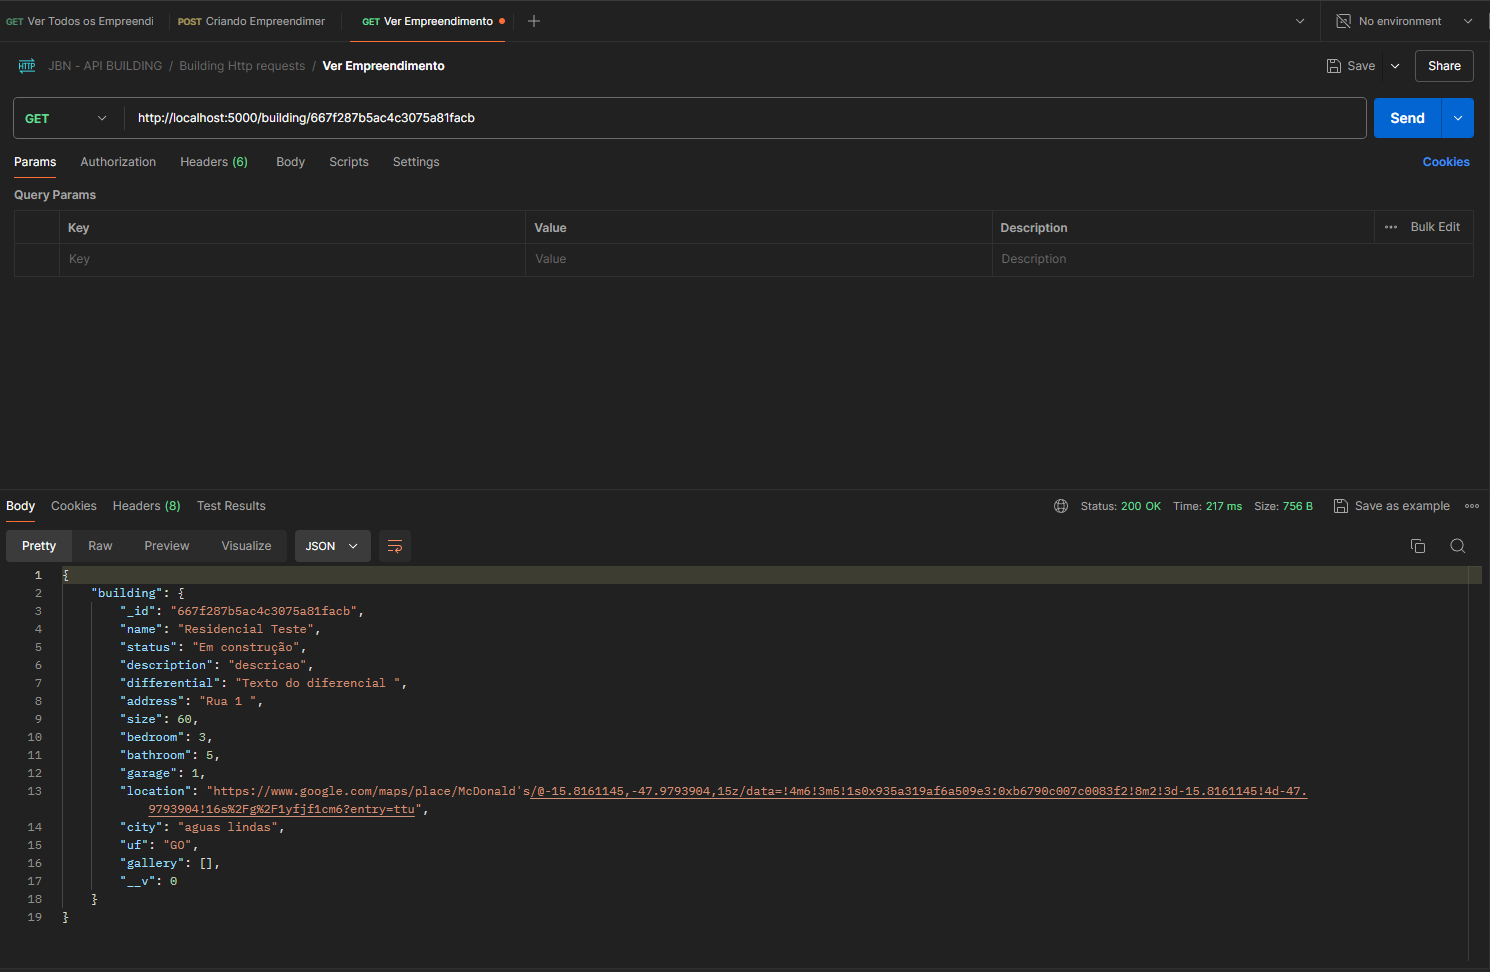 GET Ver Todos os Empreendi POST Criando Empreendimer GET Ver Empreendimento No environment
HTTP JBN - API BUILDING / Building Http requests / Ver Empreendimento Save Share
GET http://localhost:5000/building/667f287b5ac4c3075a81facb Send
Params Authorization Headers (6) Body Scripts Settings Cookies
Query Params
Key Value Description Bulk Edit
Key Value Description
Body Cookies Headers (8) Test Results Status: 200 OK Time: 217 ms Size: 756 B Save as example
Pretty Raw Preview Visualize JSON
1 {
2 "building": {
3 "_id": "667f287b5ac4c3075a81facb",
4 "name": "Residencial Teste",
5 "status": "Em construção",
6 "description": "descricao",
7 "differential": "Texto do diferencial ",
8 "address": "Rua 1 ",
9 "size": 60,
10 "bedroom": 3,
11 "bathroom": 5,
12 "garage": 1,
13 "location": "https://www.google.com/maps/place/McDonald's/@-15.8161145,-47.9793904,15z/data=!4m6!3m5!1s0x935a319af6a509e3:0xb6790c007c0083f2!8m2!3d-15.8161145!4d-47.
9793904!16s%2Fg%2F1yfjf1cm6?entry=ttu",
14 "city": "aguas lindas",
15 "uf": "GO",
16 "gallery": [],
17 "__v": 0
18 }
19 }